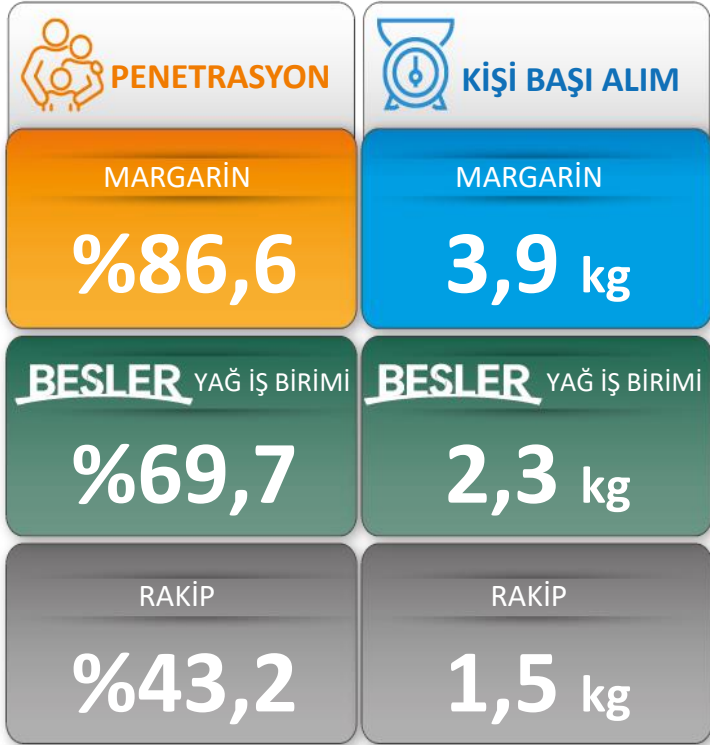 PENETRASYON
KİŞİ BAŞI ALIM
MARGARİN
%86,6
MARGARİN
3,9 kg
BESLER YAĞ İŞ BİRİMİ
%69,7
BESLER YAĞ İŞ BİRİMİ
2,3 kg
RAKİP
%43,2
RAKİP
1,5 kg